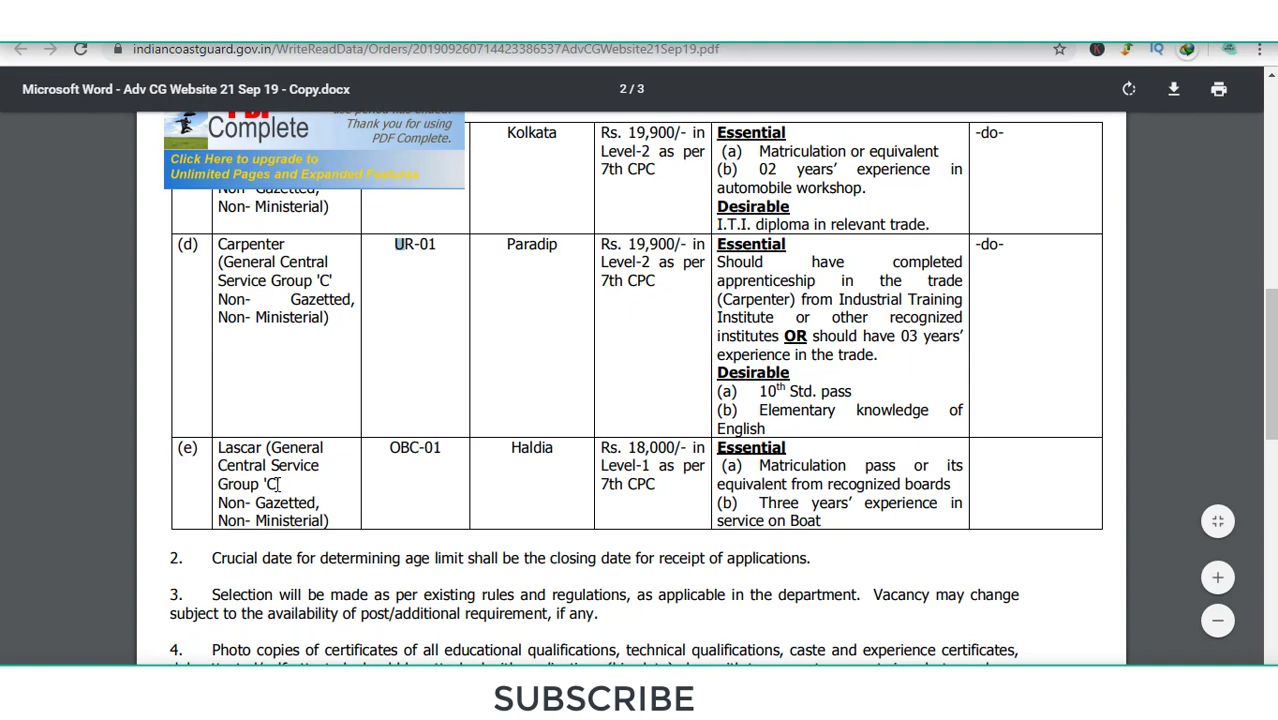 indiancoastguard.gov.in/WriteReadData/Orders/201909260714423386537AdvCGWebsite21Sep19.pdf
K
IQ
Microsoft Word - Adv CG Website 21 Sep 19 - Copy.docx
2 / 3
PDF
Complete
Thank you for using
PDF Complete.
Click Here to upgrade to
Unlimited Pages and Expanded Features
Non- Gazetted,
Non- Ministerial)
Kolkata
Rs. 19,900/- in
Level-2 as per
7th CPC
Essential
(a) Matriculation or equivalent
(b) 02 years' experience in
automobile workshop.
Desirable
I.T.I. diploma in relevant trade.
-do-
(d)
Carpenter
(General Central
Service Group 'C'
Non- Gazetted,
Non- Ministerial)
UR-01
Paradip
Rs. 19,900/- in
Level-2 as per
7th CPC
Essential
Should have completed
apprenticeship in the trade
(Carpenter) from Industrial Training
Institute or other recognized
institutes OR should have 03 years'
experience in the trade.
Desirable
(a) 10th Std. pass
(b) Elementary knowledge of
English
-do-
(e)
Lascar (General
Central Service
Group 'C'
Non- Gazetted,
Non- Ministerial)
OBC-01
Haldia
Rs. 18,000/- in
Level-1 as per
7th CPC
Essential
(a) Matriculation pass or its
equivalent from recognized boards
(b) Three years' experience in
service on Boat
2. Crucial date for determining age limit shall be the closing date for receipt of applications.
3. Selection will be made as per existing rules and regulations, as applicable in the department. Vacancy may change
subject to the availability of post/additional requirement, if any.
4. Photo copies of certificates of all educational qualifications, technical qualifications, caste and experience certificates,
SUBSCRIBE